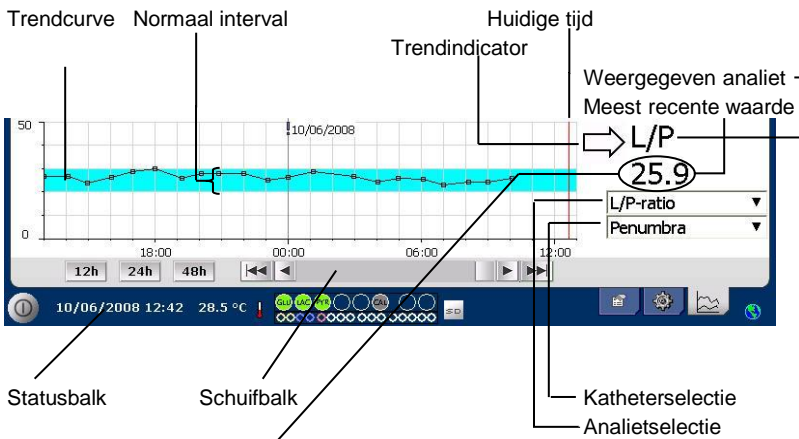 Trendcurve Normaal interval Huidige tijd
Trendindicator
Weergegeven analiet
Meest recente waarde
50
10/06/2008
L/P
25.9
L/P-ratio
0
Penumbra
18:00 00:00 06:00 12:00
12h 24h 48h
10/06/2008 12:42 28.5 °C GLU LAC PYR CAL SD
Statusbalk Schuifbalk Katheterselectie
Analietselectie